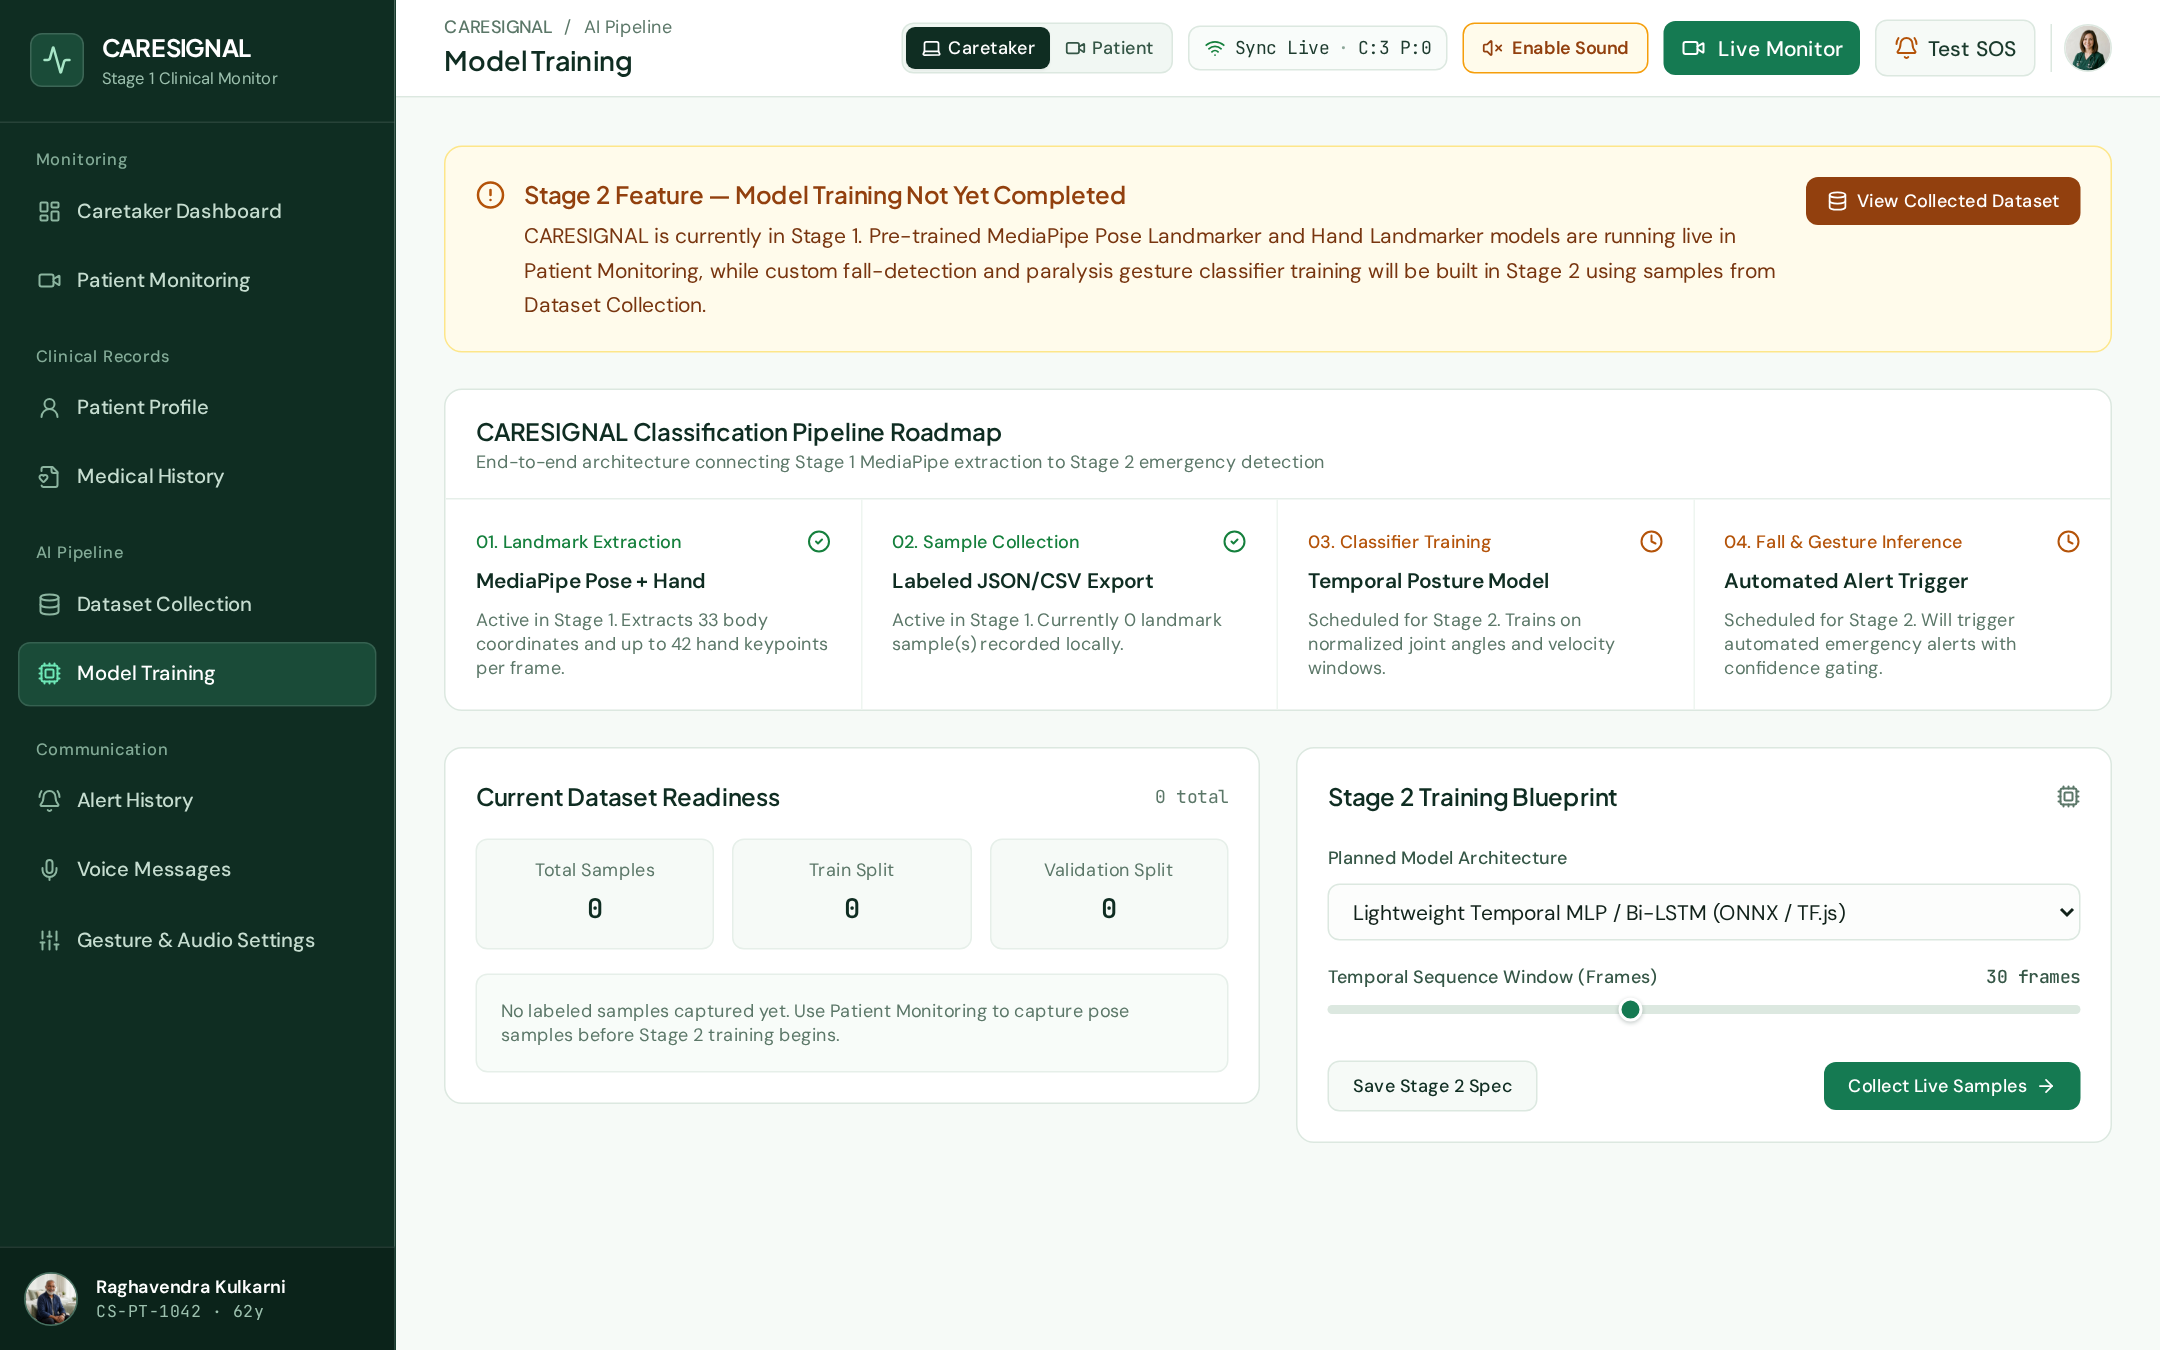 CARESIGNAL
Stage 1 Clinical Monitor
Monitoring
Caretaker Dashboard
Patient Monitoring
Clinical Records
Patient Profile
Medical History
AI Pipeline
Dataset Collection
Model Training
Communication
Alert History
Voice Messages
Gesture & Audio Settings
Raghavendra Kulkarni
CS-PT-1042 · 62y
CARESIGNAL / AI Pipeline
Model Training
Caretaker
Patient
Sync Live · C:3 P:0
Enable Sound
Live Monitor
Test SOS
Stage 2 Feature — Model Training Not Yet Completed
CARESIGNAL is currently in Stage 1. Pre-trained MediaPipe Pose Landmarker and Hand Landmarker models are running live in
Patient Monitoring, while custom fall-detection and paralysis gesture classifier training will be built in Stage 2 using samples from
Dataset Collection.
View Collected Dataset
CARESIGNAL Classification Pipeline Roadmap
End-to-end architecture connecting Stage 1 MediaPipe extraction to Stage 2 emergency detection
01. Landmark Extraction
MediaPipe Pose + Hand
Active in Stage 1. Extracts 33 body
coordinates and up to 42 hand keypoints
per frame.
02. Sample Collection
Labeled JSON/CSV Export
Active in Stage 1. Currently 0 landmark
sample(s) recorded locally.
03. Classifier Training
Temporal Posture Model
Scheduled for Stage 2. Trains on
normalized joint angles and velocity
windows.
04. Fall & Gesture Inference
Automated Alert Trigger
Scheduled for Stage 2. Will trigger
automated emergency alerts with
confidence gating.
Current Dataset Readiness
0 total
Total Samples
0
Train Split
0
Validation Split
0
No labeled samples captured yet. Use Patient Monitoring to capture pose
samples before Stage 2 training begins.
Stage 2 Training Blueprint
Planned Model Architecture
Lightweight Temporal MLP / Bi-LSTM (ONNX / TF.js)
Temporal Sequence Window (Frames)
30 frames
Save Stage 2 Spec
Collect Live Samples